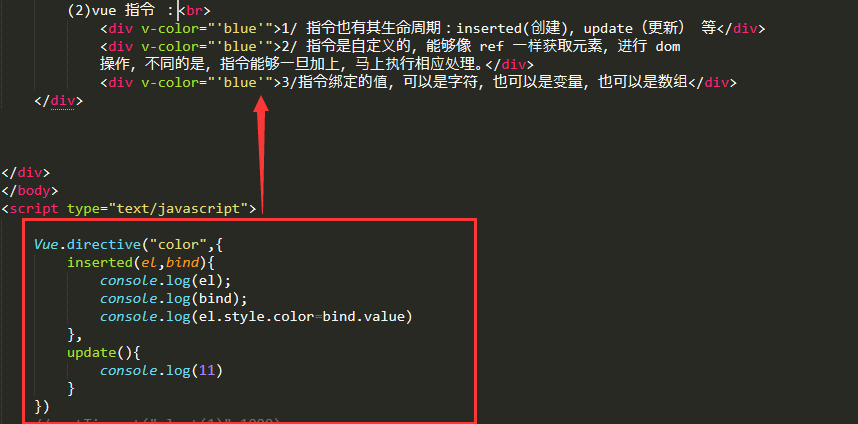 (2)vue 指令 :<br>
<div v-color="'blue'">1/ 指令也有其生命周期：inserted(创建), update（更新） 等</div>
<div v-color="'blue'">2/ 指令是自定义的, 能够像 ref 一样获取元素, 进行 dom
操作, 不同的是, 指令能够一旦加上, 马上执行相应处理。</div>
<div v-color="'blue'">3/指令绑定的值, 可以是字符, 也可以是变量, 也可以是数组</div>
</div>
</div>
</body>
<script type="text/javascript">
Vue.directive("color",{
inserted(el,bind){
console.log(el);
console.log(bind);
console.log(el.style.color=bind.value)
},
update(){
console.log(11)
}
})